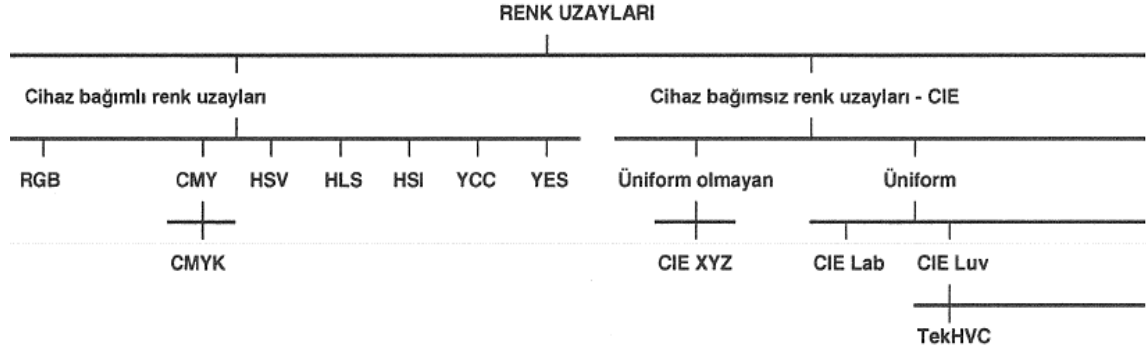 RENK UZAYLARI
Cihaz bağımlı renk uzayları Cihaz bağımsız renk uzayları - CIE
RGB CMY HSV HLS HSI YCC YES Üniform olmayan Üniform
CMYK CIE XYZ CIE Lab CIE Luv
TekHVC